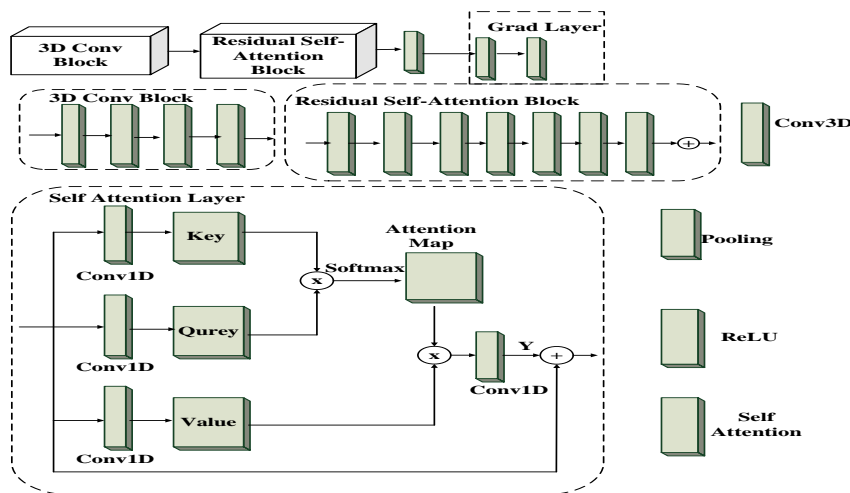 Grad Layer
3D Conv
Block
Residual Self-
Attention
Block
3D Conv Block
Residual Self-Attention Block
Conv3D
Self Attention Layer
Key
Conv1D
Softmax
Attention
Map
x
Pooling
Qurey
Conv1D
x
Y
+
Conv1D
ReLU
Value
Conv1D
Self
Attention
+